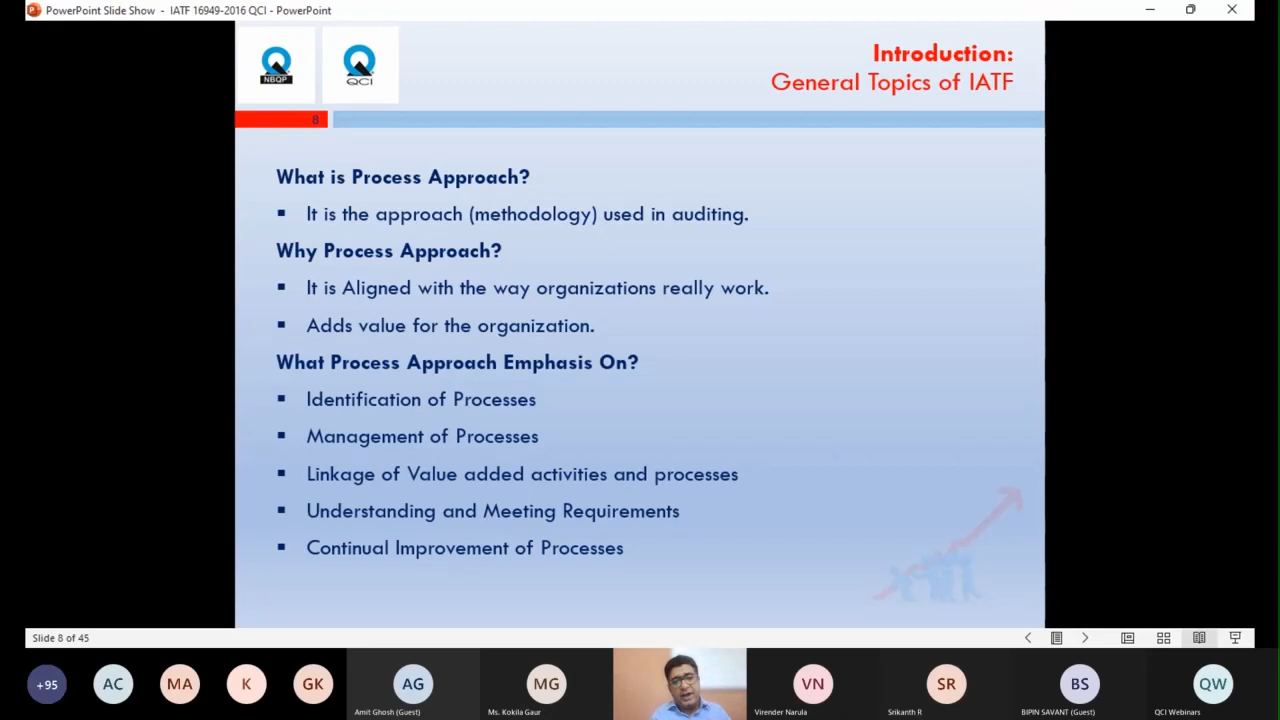 PowerPoint Slide Show - IATF 16949-2016 QCI - PowerPoint
NBQP
QCI
Introduction:
General Topics of IATF
8
What is Process Approach?
▪ It is the approach (methodology) used in auditing.
Why Process Approach?
▪ It is Aligned with the way organizations really work.
▪ Adds value for the organization.
What Process Approach Emphasis On?
▪ Identification of Processes
▪ Management of Processes
▪ Linkage of Value added activities and processes
▪ Understanding and Meeting Requirements
▪ Continual Improvement of Processes
Slide 8 of 45
+95 AC MA K GK AG MG VN SR BS QW
Amit Ghosh (Guest) Ms. Kokila Gaur Virender Narula Srikanth R BIPIN SAVANT (Guest) QCI Webinars